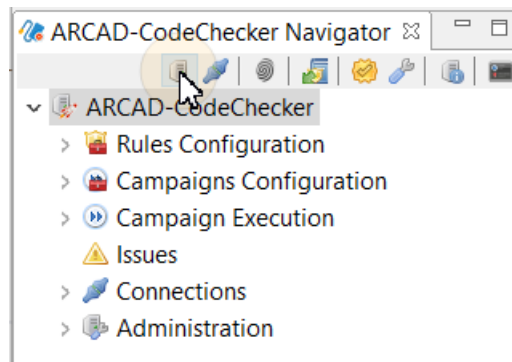 ARCAD-CodeChecker Navigator
ARCAD-CodeChecker
Rules Configuration
Campaigns Configuration
Campaign Execution
Issues
Connections
Administration